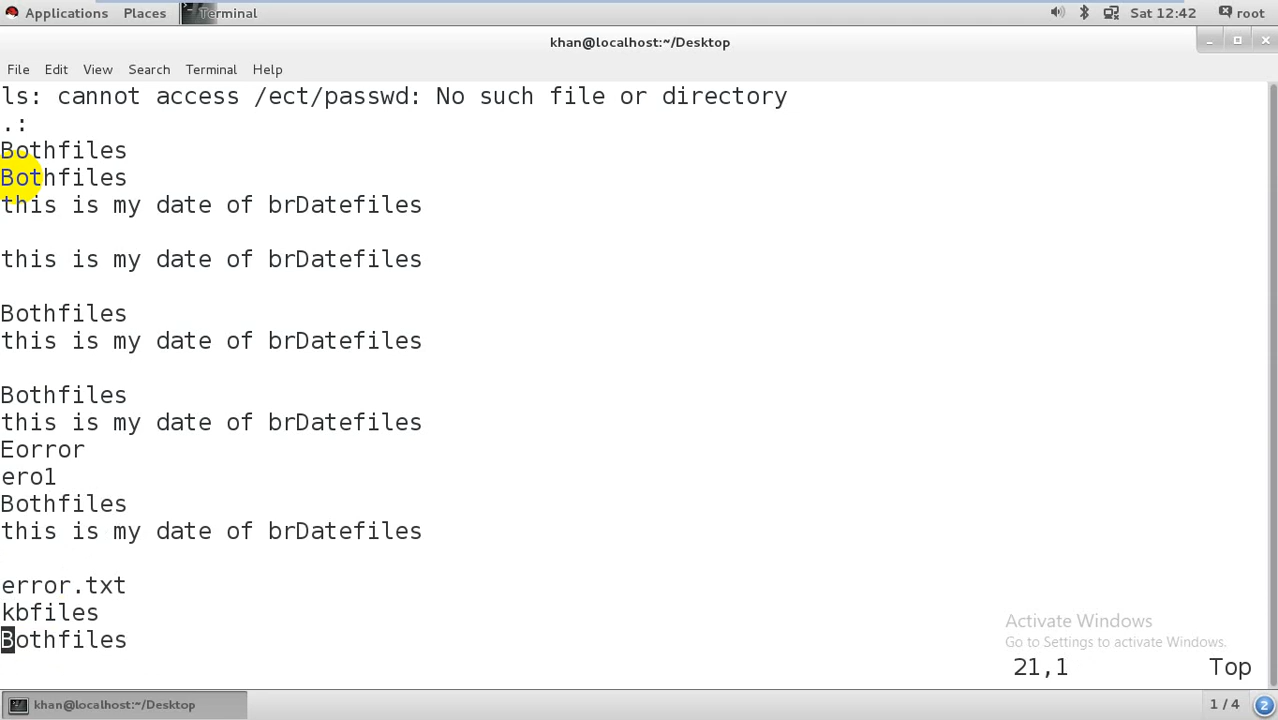 Applications Places Terminal Sat 12:42 root
khan@localhost:~/Desktop
File Edit View Search Terminal Help
ls: cannot access /ect/passwd: No such file or directory
.:
Bothfiles
Bothfiles
this is my date of brDatefiles
this is my date of brDatefiles
Bothfiles
this is my date of brDatefiles
Bothfiles
this is my date of brDatefiles
Eorror
ero1
Bothfiles
this is my date of brDatefiles
error.txt
kbfiles
Bothfiles
Activate Windows
Go to Settings to activate Windows.
21,1 Top
khan@localhost:~/Desktop 1 / 4 2